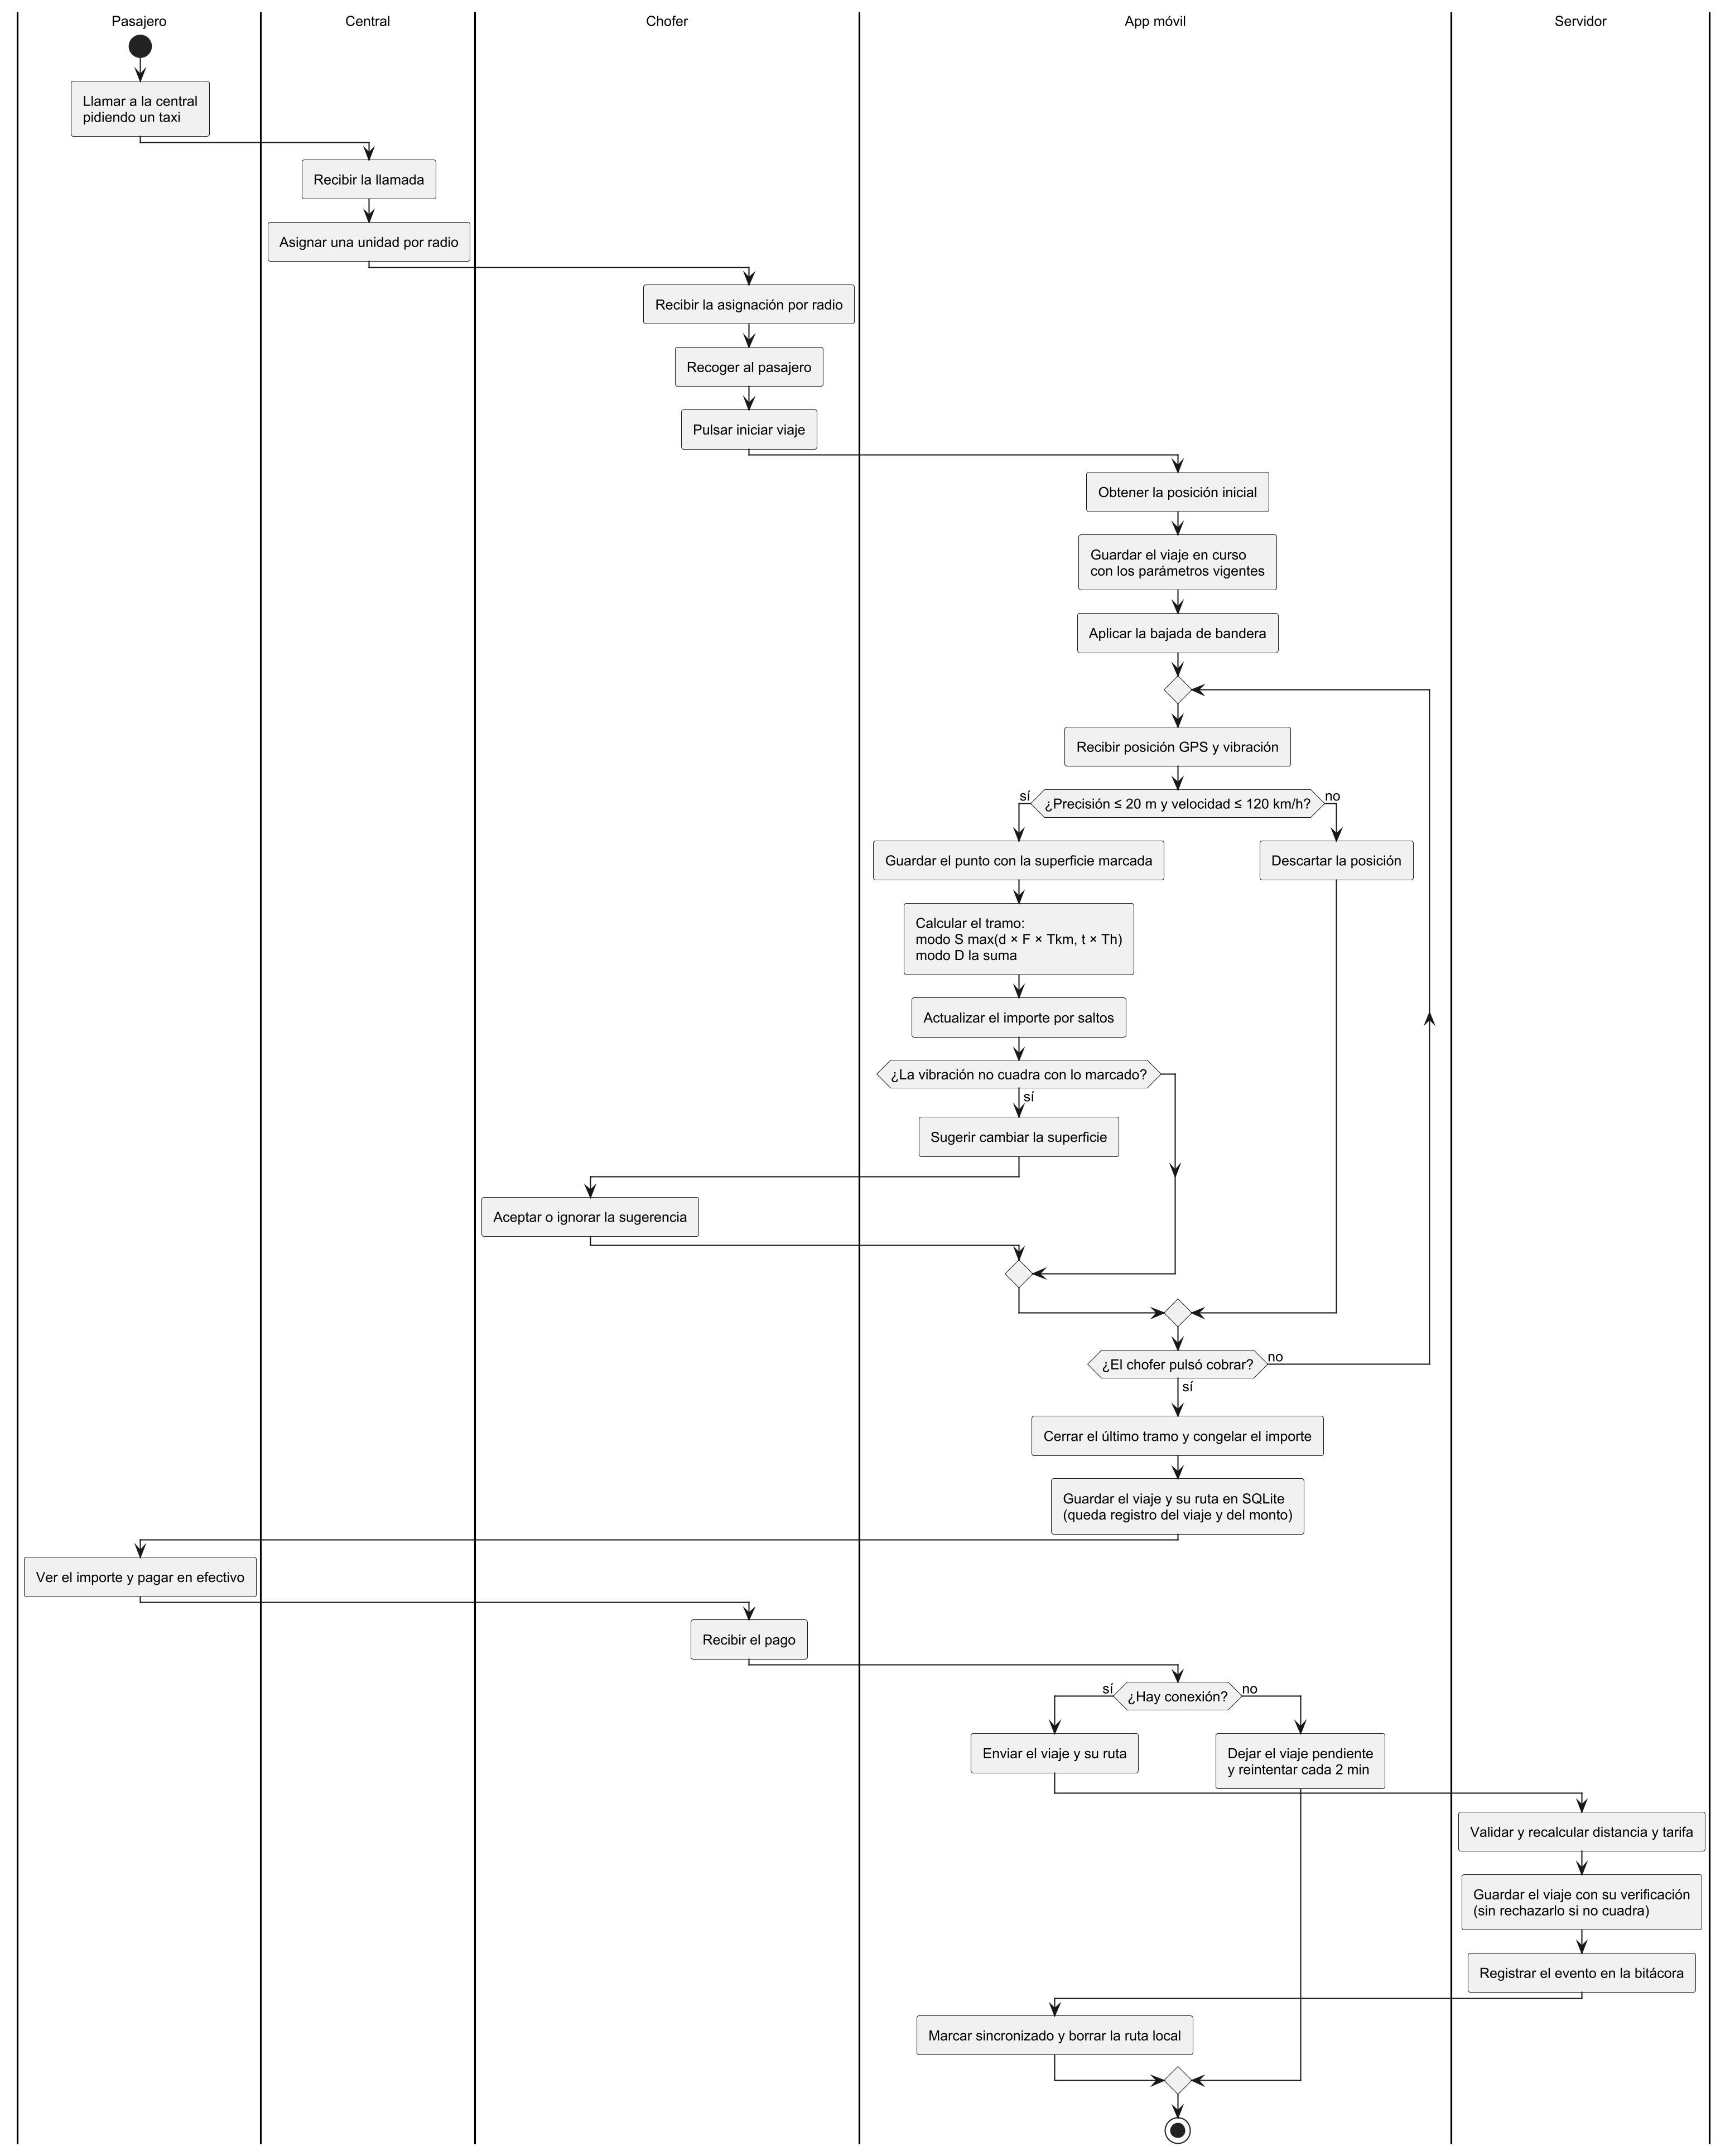 Pasajero
Central
Chofer
App móvil
Servidor
Llamar a la central
pidiendo un taxi
Recibir la llamada
Asignar una unidad por radio
Recibir la asignación por radio
Recoger al pasajero
Pulsar iniciar viaje
Obtener la posición inicial
Guardar el viaje en curso
con los parámetros vigentes
Aplicar la bajada de bandera
Recibir posición GPS y vibración
sí
¿Precisión ≤ 20 m y velocidad ≤ 120 km/h?
no
Guardar el punto con la superficie marcada
Descartar la posición
Calcular el tramo:
modo S max(d × F × Tkm, t × Th)
modo D la suma
Actualizar el importe por saltos
¿La vibración no cuadra con lo marcado?
sí
Sugerir cambiar la superficie
Aceptar o ignorar la sugerencia
¿El chofer pulsó cobrar?
no
sí
Cerrar el último tramo y congelar el importe
Guardar el viaje y su ruta en SQLite
(queda registro del viaje y del monto)
Ver el importe y pagar en efectivo
Recibir el pago
sí
¿Hay conexión?
no
Enviar el viaje y su ruta
Dejar el viaje pendiente
y reintentar cada 2 min
Validar y recalcular distancia y tarifa
Guardar el viaje con su verificación
(sin rechazarlo si no cuadra)
Registrar el evento en la bitácora
Marcar sincronizado y borrar la ruta local